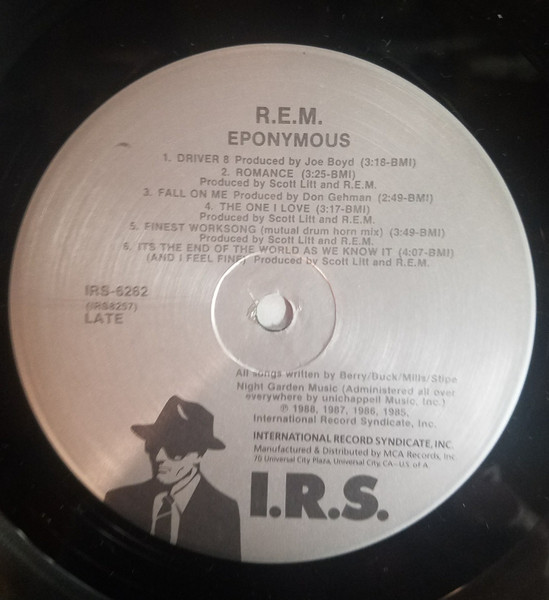 R.E.M.
EPONYMOUS
1. DRIVER 8 Produced by Joe Boyd (3:18-BMI)
2. ROMANCE (3:25-BMI)
Produced by Scott Litt and R.E.M.
3. FALL ON ME Produced by Don Gehman (2:49-BMI)
4. THE ONE I LOVE (3:17-BMI)
Produced by Scott Litt and R.E.M.
5. FINEST WORKSONG (mutual drum horn mix) (3:49-BMI)
Produced by Scott Litt and R.E.M.
6. ITS THE END OF THE WORLD AS WE KNOW IT (4:07-BMI)
(AND I FEEL FINE) Produced by Scott Litt and R.E.M.
IRS-6262
(IRS6257)
LATE
All songs written by Berry/Buck/Mills/Stipe
Night Garden Music (Administered all over
everywhere by unichappell Music, Inc.)
℗ 1988, 1987, 1986, 1985,
International Record Syndicate, Inc.
INTERNATIONAL RECORD SYNDICATE, INC.
Manufactured & Distributed by MCA Records, Inc.
70 Universal City Plaza, Universal City, CA-U.S. of A.
I.R.S.